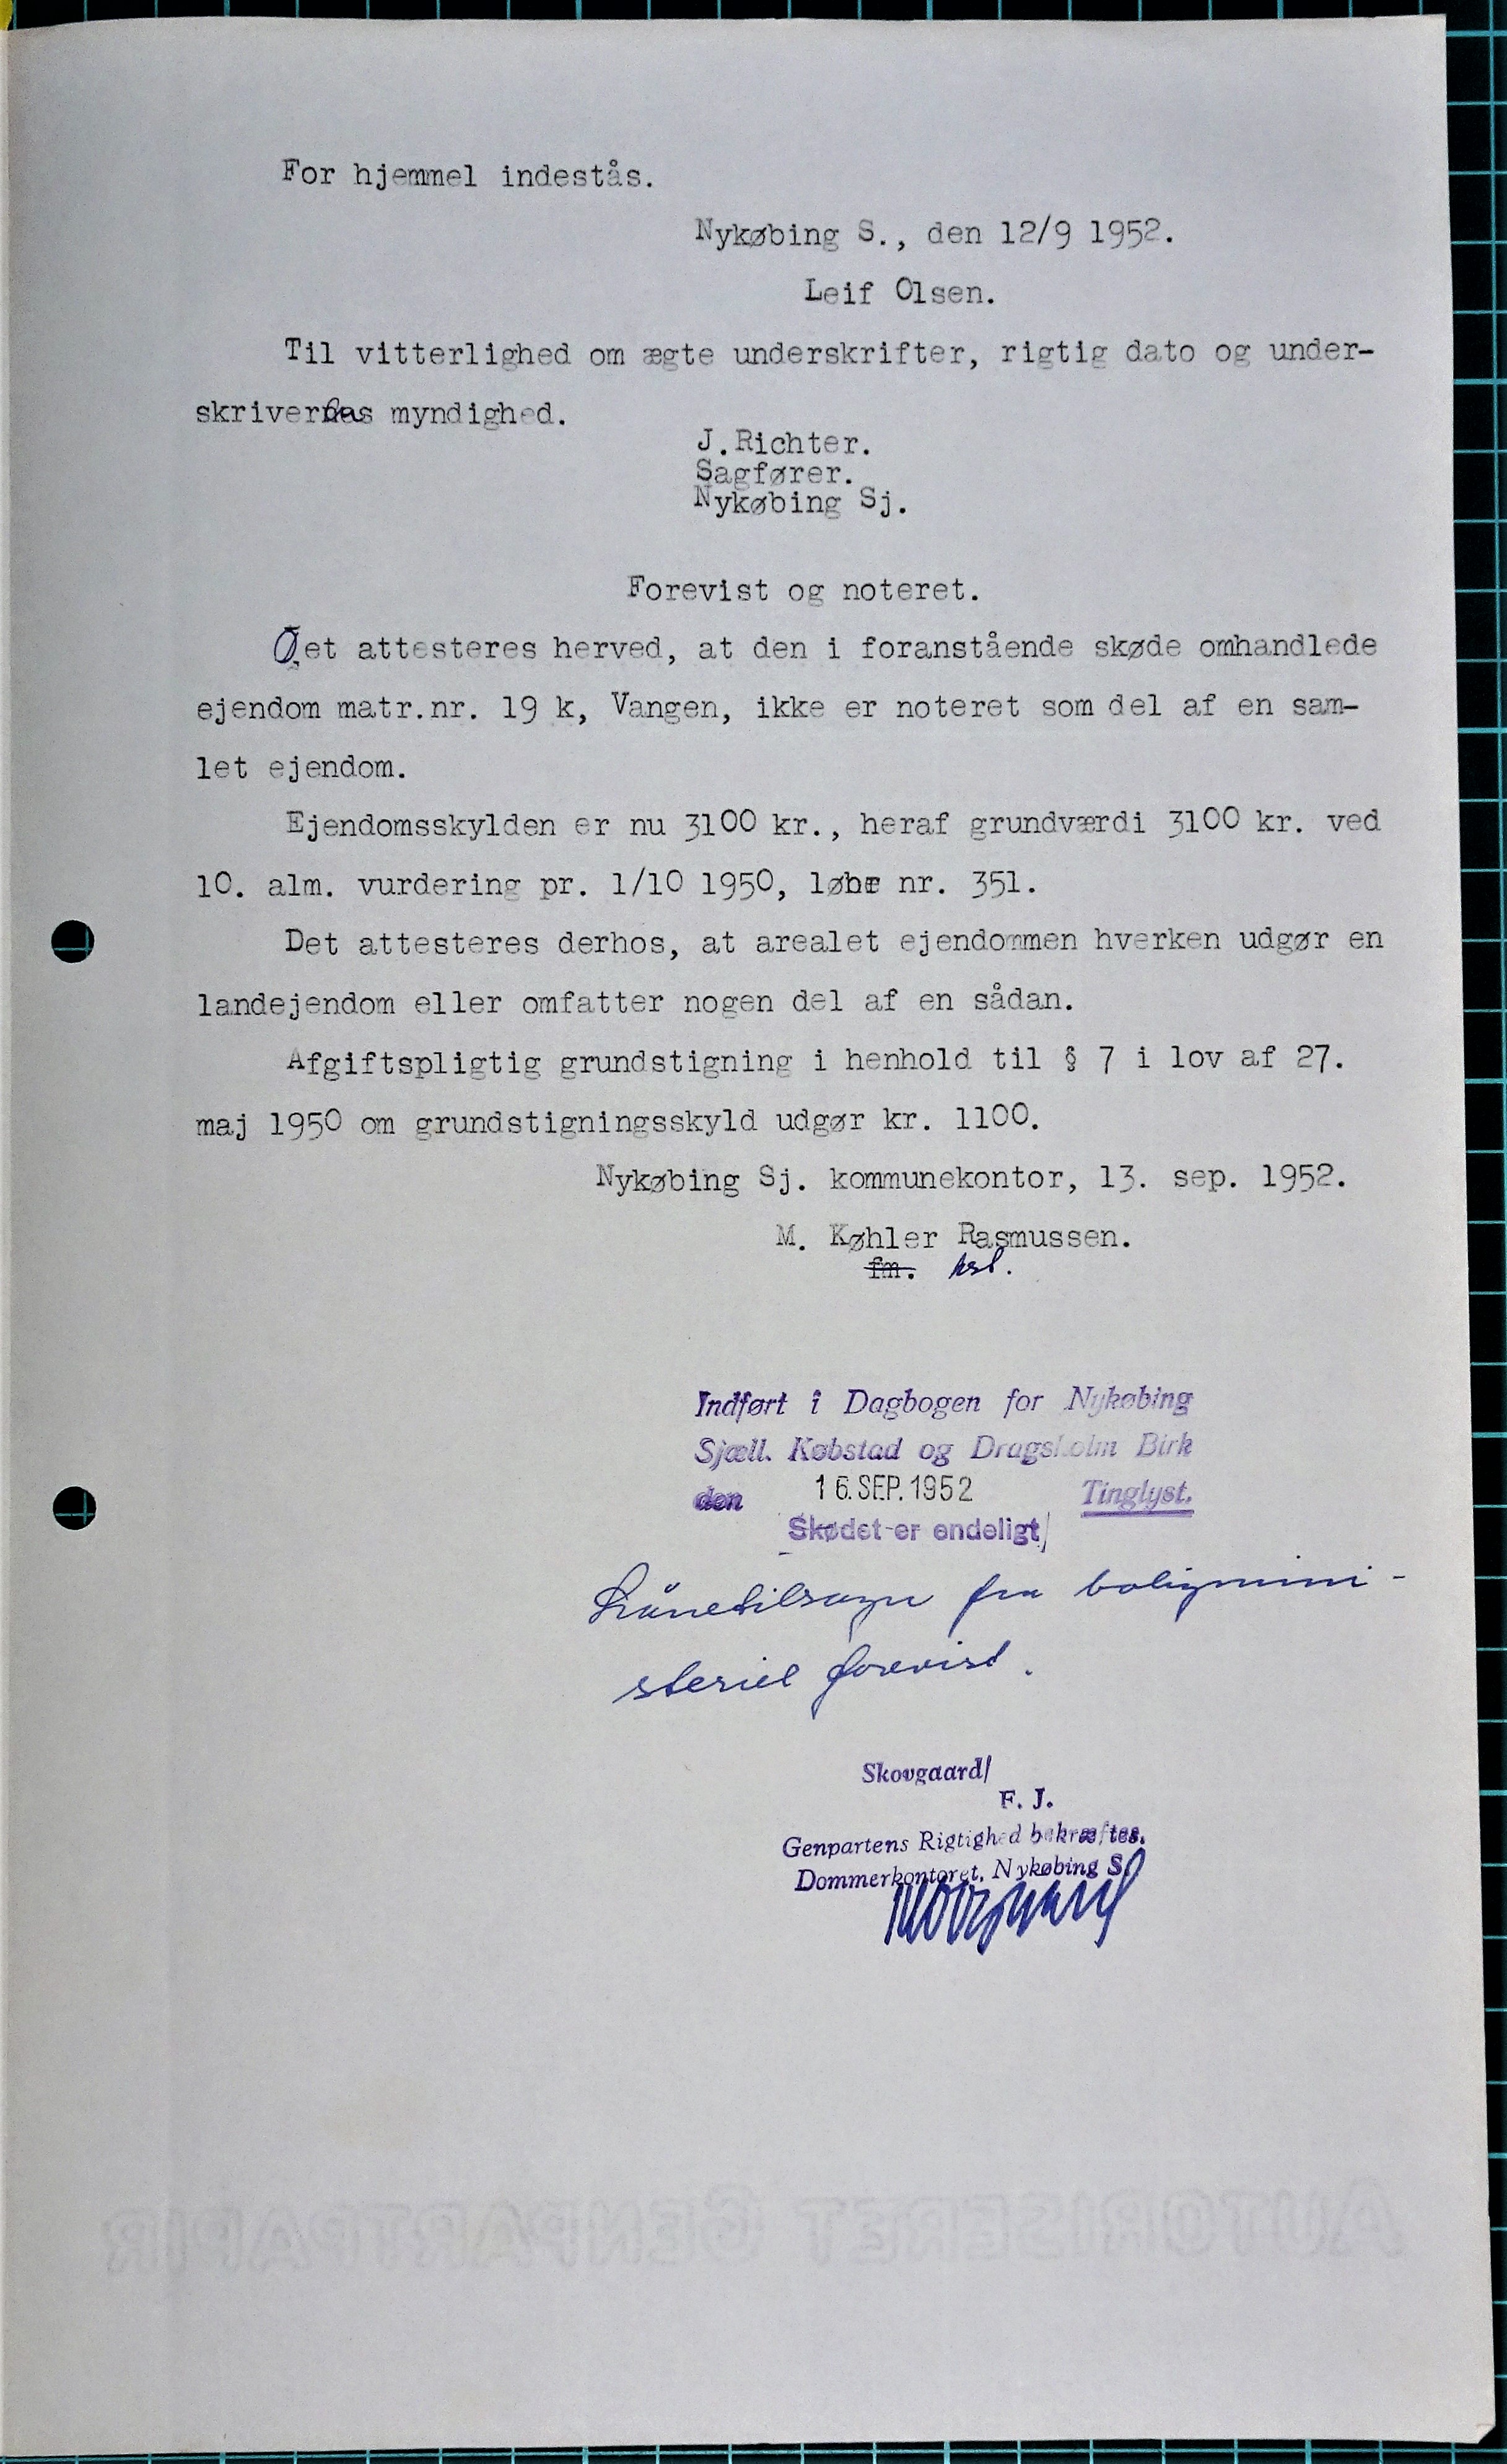 For hjemmel indestås.
Nykøbing S., den 12/9 1952.
Leif Olsen.
Til vitterlighed om ægte underskrifter, rigtig dato og under-
skrivernes myndighed.
J.Richter.
Sagfører.
Nykøbing Sj.
Forevist og noteret.
Det attesteres herved, at den i foranstående skøde omhandlede
ejendom matr.nr. 19 k, Vangen, ikke er noteret som del af en sam-
let ejendom.
Ejendomsskylden er nu 3100 kr., heraf grundværdi 3100 kr. ved
10. alm. vurdering pr. 1/10 1950, løbe nr. 351.
Det attesteres derhos, at arealet ejendommen hverken udgør en
landejendom eller omfatter nogen del af en sådan.
Afgiftspligtig grundstigning i henhold til § 7 i lov af 27.
maj 1950 om grundstigningsskyld udgør kr. 1100.
Nykøbing Sj. kommunekontor, 13. sep. 1952.
M. Køhler Rasmussen.
fm. kst.
Indført i Dagbogen for Nykøbing
Sjæll. Købstad og Dragsholm Birk
den 16. SEP. 1952 Tinglyst.
Skødet er endeligt
Lånetilsagn fra boligmini-
steriet forevist.
Skovgaard/
F. J.
Genpartens Rigtighed bekræftes.
Dommerkontoret, Nykøbing S.
Skovgaard
AUTORISERET GENPARTPAPIR